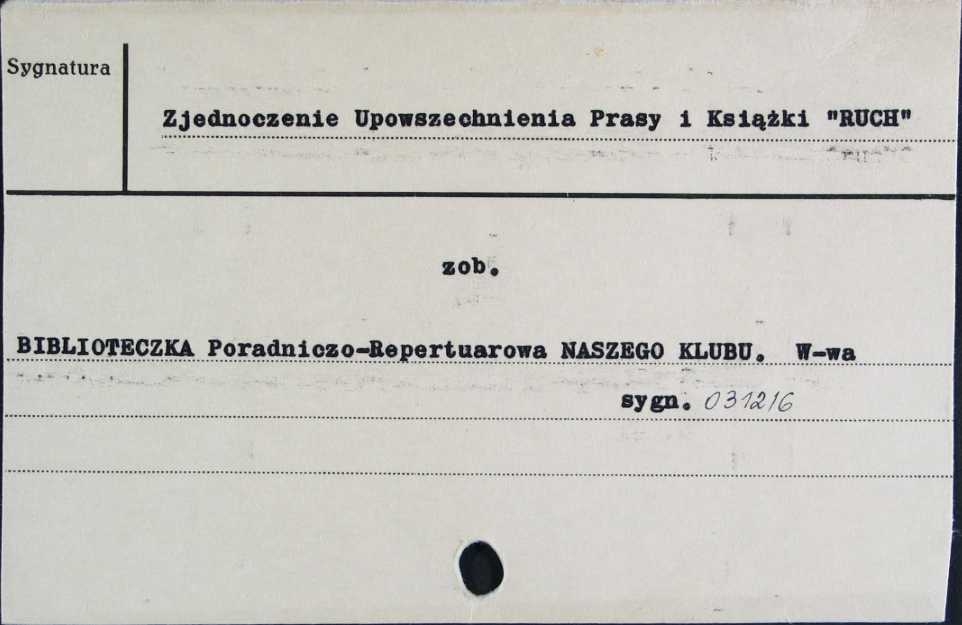 Sygnatura
Zjednoczenie Upowszechnienia Prasy i Książki "RUCH"
zob.
BIBLIOTECZKA Poradniczo-Repertuarowa NASZEGO KLUBU. W-wa
sygn. 031216